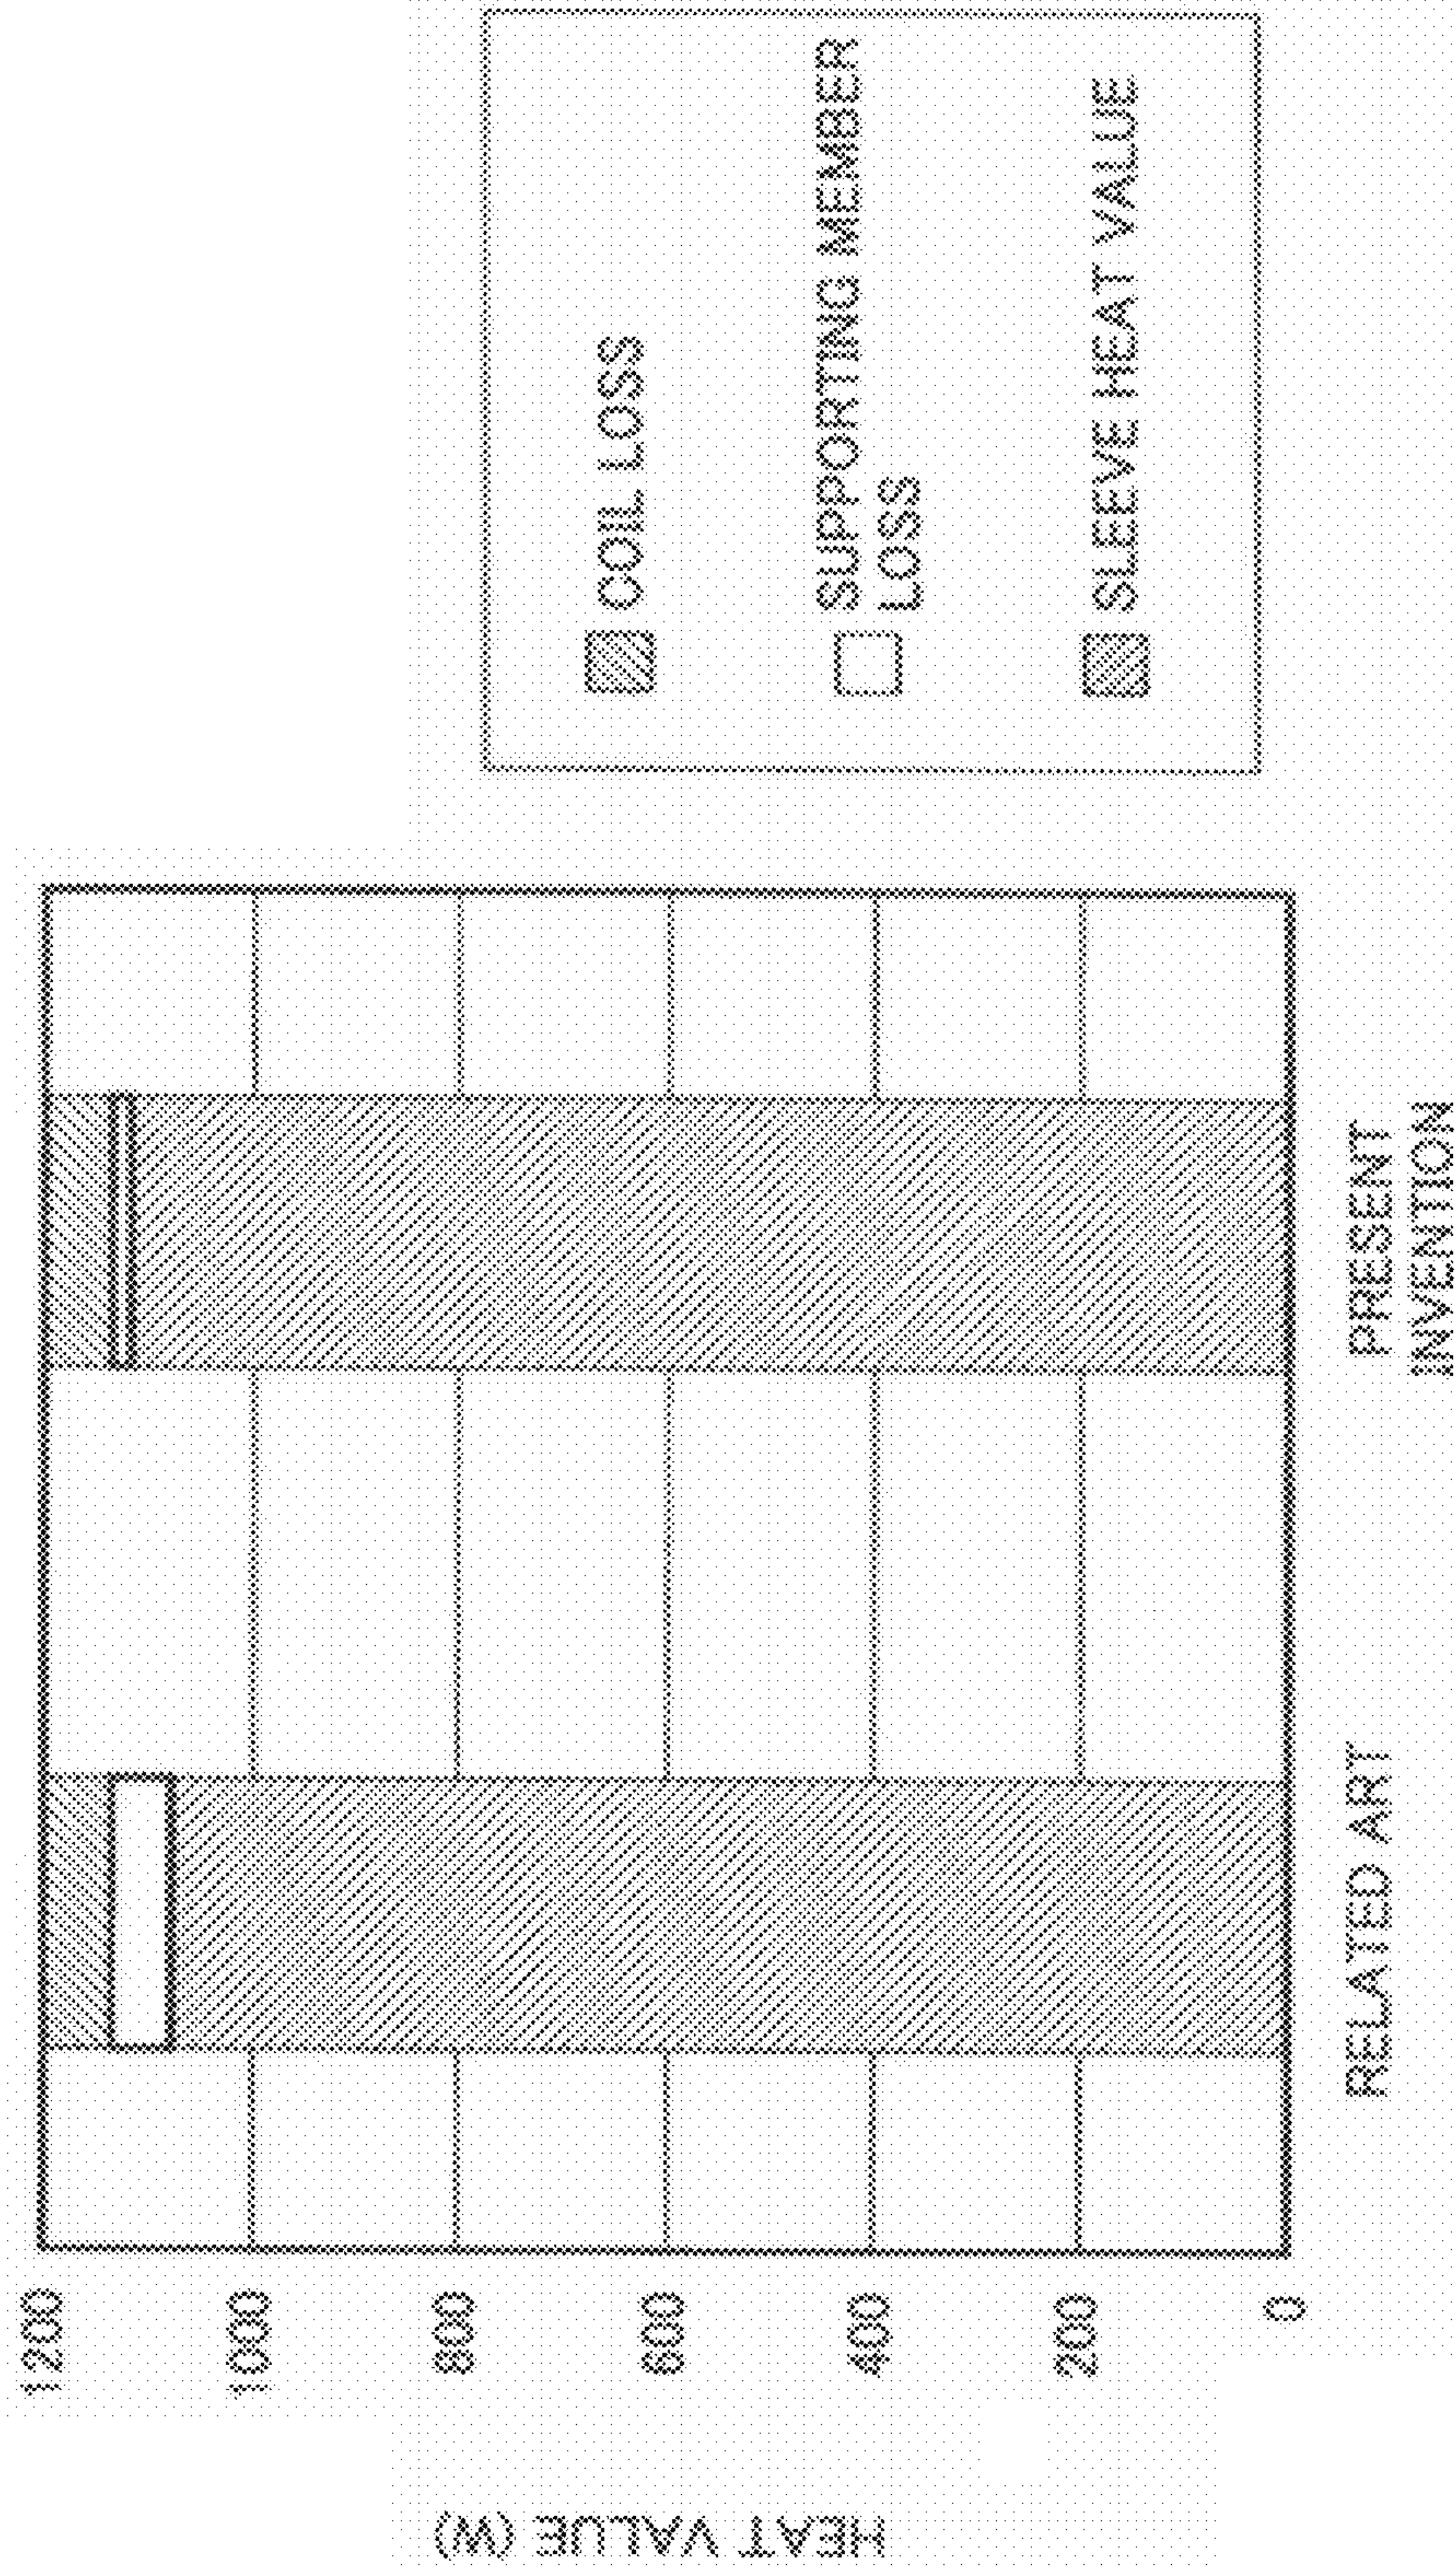 HEAT VALUE (W)
1200
1000
800
600
400
200
0
RELATED ART
PRESENT
INVENTION
COIL LOSS
SUPPORTING MEMBER
LOSS
SLEEVE HEAT VALUE